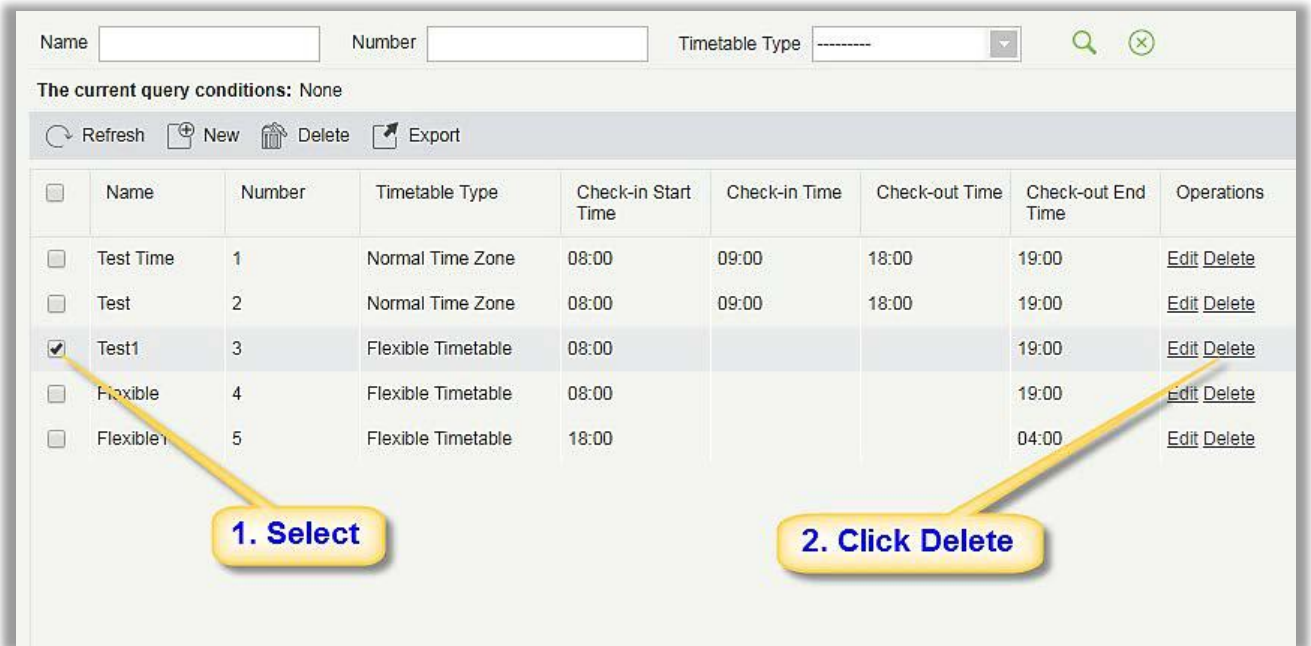 Name Number Timetable Type ---------
The current query conditions: None
Refresh New Delete Export
Name Number Timetable Type Check-in Start Time Check-in Time Check-out Time Check-out End Time Operations
Test Time 1 Normal Time Zone 08:00 09:00 18:00 19:00 Edit Delete
Test 2 Normal Time Zone 08:00 09:00 18:00 19:00 Edit Delete
Test1 3 Flexible Timetable 08:00 19:00 Edit Delete
Flexible 4 Flexible Timetable 08:00 19:00 Edit Delete
Flexible1 5 Flexible Timetable 18:00 04:00 Edit Delete
1. Select
2. Click Delete